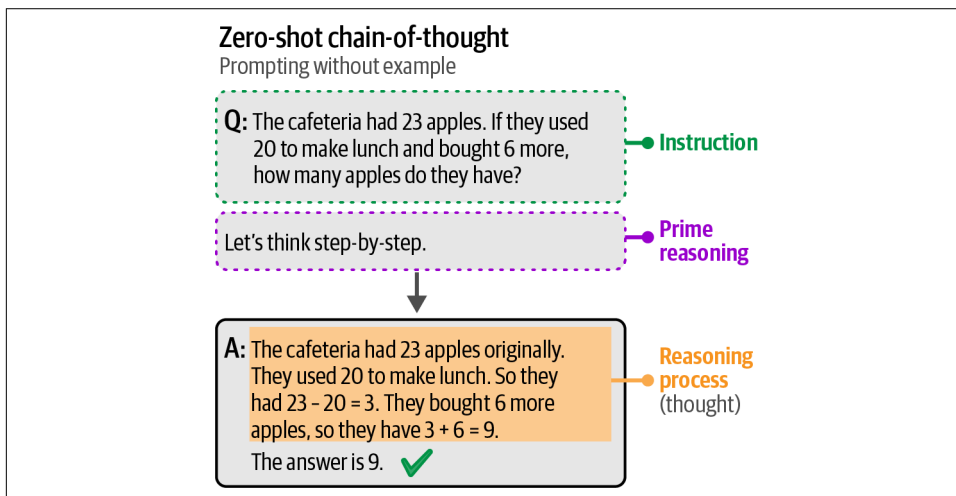 Zero-shot chain-of-thought
Prompting without example
Q: The cafeteria had 23 apples. If they used
20 to make lunch and bought 6 more,
how many apples do they have?
Instruction
Let’s think step-by-step.
Prime
reasoning
A: The cafeteria had 23 apples originally.
They used 20 to make lunch. So they
had 23 – 20 = 3. They bought 6 more
apples, so they have 3 + 6 = 9.
The answer is 9.
Reasoning
process
(thought)